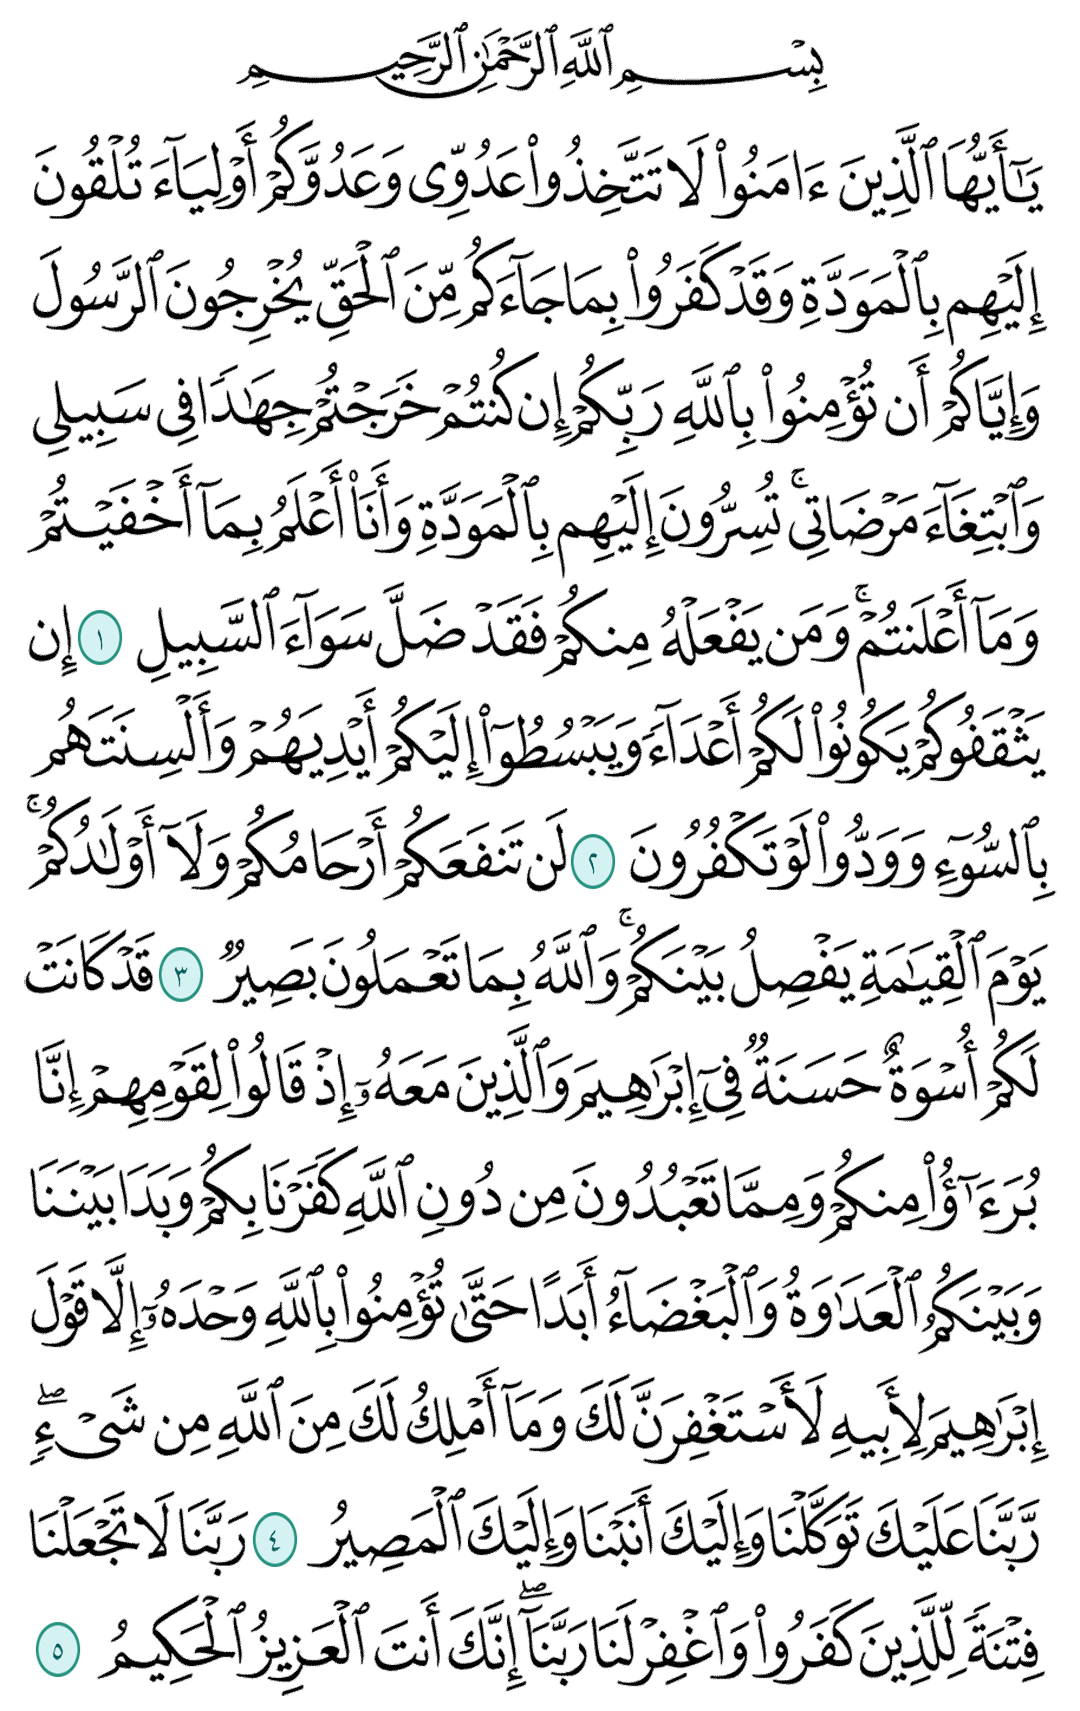 بِسْمِ ٱللَّهِ ٱلرَّحْمَٰنِ ٱلرَّحِيمِ
يَٰٓأَيُّهَا ٱلَّذِينَ ءَامَنُوا۟ لَا تَتَّخِذُوا۟ عَدُوِّى وَعَدُوَّكُمْ أَوْلِيَآءَ تُلْقُونَ
إِلَيْهِم بِٱلْمَوَدَّةِ وَقَدْ كَفَرُوا۟ بِمَا جَآءَكُم مِّنَ ٱلْحَقِّ يُخْرِجُونَ ٱلرَّسُولَ
وَإِيَّاكُمْ أَن تُؤْمِنُوا۟ بِٱللَّهِ رَبِّكُمْ إِن كُنتُمْ خَرَجْتُمْ جِهَٰدًا فِى سَبِيلِى
وَٱبْتِغَآءَ مَرْضَاتِى ۚ تُسِرُّونَ إِلَيْهِم بِٱلْمَوَدَّةِ وَأَنَا۠ أَعْلَمُ بِمَآ أَخْفَيْتُمْ
وَمَآ أَعْلَنتُمْ ۚ وَمَن يَفْعَلْهُ مِنكُمْ فَقَدْ ضَلَّ سَوَآءَ ٱلسَّبِيلِ ١ إِن
يَثْقَفُوكُمْ يَكُونُوا۟ لَكُمْ أَعْدَآءً وَيَبْسُطُوٓا۟ إِلَيْكُمْ أَيْدِيَهُمْ وَأَلْسِنَتَهُم
بِٱلسُّوٓءِ وَوَدُّوا۟ لَوْ تَكْفُرُونَ ٢ لَن تَنفَعَكُمْ أَرْحَامُكُمْ وَلَآ أَوْلَٰدُكُمْ ۚ
يَوْمَ ٱلْقِيَٰمَةِ يَفْصِلُ بَيْنَكُمْ ۚ وَٱللَّهُ بِمَا تَعْمَلُونَ بَصِيرٌ ٣ قَدْ كَانَتْ
لَكُمْ أُسْوَةٌ حَسَنَةٌ فِىٓ إِبْرَٰهِيمَ وَٱلَّذِينَ مَعَهُۥٓ إِذْ قَالُوا۟ لِقَوْمِهِمْ إِنَّا
بُرَءَٰٓؤُا۟ مِنكُمْ وَمِمَّا تَعْبُدُونَ مِن دُونِ ٱللَّهِ كَفَرْنَا بِكُمْ وَبَدَا بَيْنَنَا
وَبَيْنَكُمُ ٱلْعَدَٰوَةُ وَٱلْبَغْضَآءُ أَبَدًا حَتَّىٰ تُؤْمِنُوا۟ بِٱللَّهِ وَحْدَهُۥٓ إِلَّا قَوْلَ
إِبْرَٰهِيمَ لِأَبِيهِ لَأَسْتَغْفِرَنَّ لَكَ وَمَآ أَمْلِكُ لَكَ مِنَ ٱللَّهِ مِن شَىْءٍ ۖ
رَّبَّنَا عَلَيْكَ تَوَكَّلْنَا وَإِلَيْكَ أَنَبْنَا وَإِلَيْكَ ٱلْمَصِيرُ ٤ رَبَّنَا لَا تَجْعَلْنَا
فِتْنَةً لِّلَّذِينَ كَفَرُوا۟ وَٱغْفِرْ لَنَا رَبَّنَآ ۖ إِنَّكَ أَنتَ ٱلْعَزِيزُ ٱلْحَكِيمُ ٥